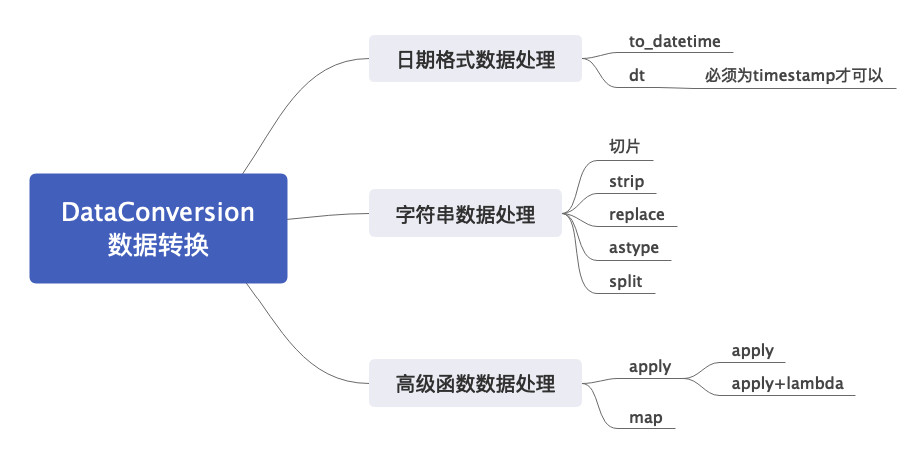 DataConversion
数据转换
日期格式数据处理
to_datetime
dt
必须为timestamp才可以
字符串数据处理
切片
strip
replace
astype
split
高级函数数据处理
apply
apply
apply+lambda
map